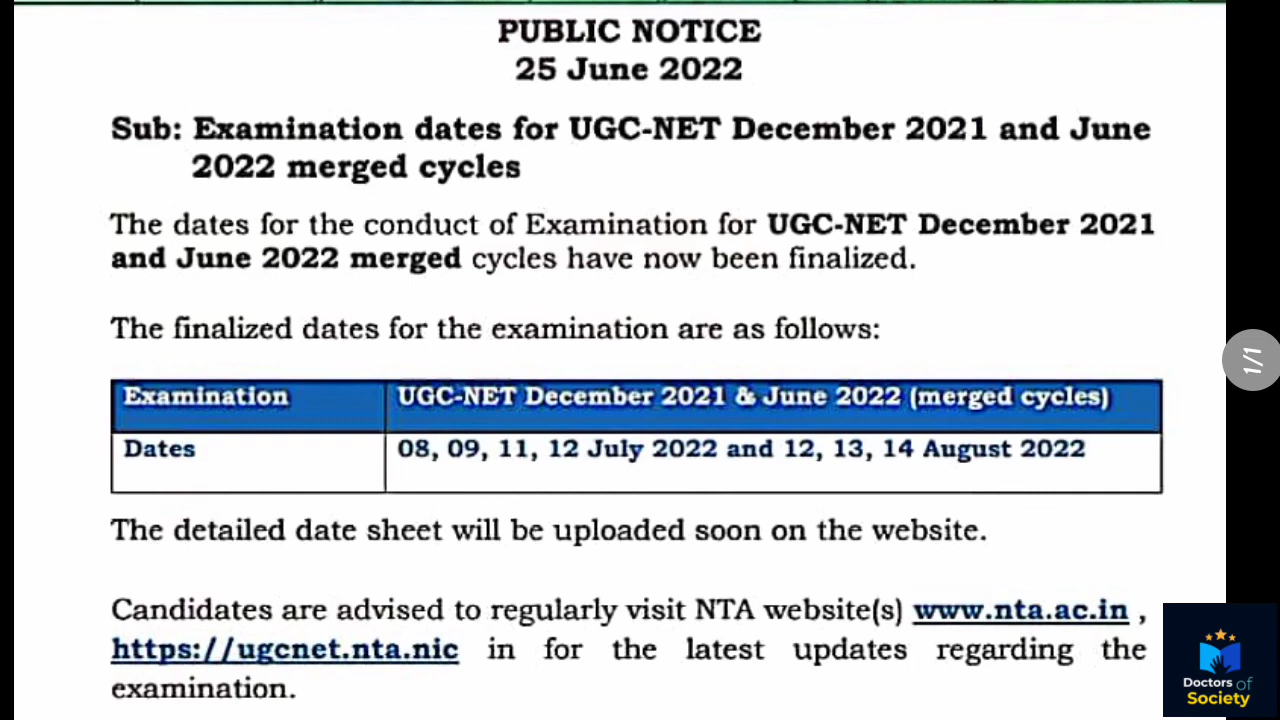 PUBLIC NOTICE
25 June 2022
Sub: Examination dates for UGC-NET December 2021 and June
2022 merged cycles
The dates for the conduct of Examination for UGC-NET December 2021
and June 2022 merged cycles have now been finalized.
The finalized dates for the examination are as follows:
Examination UGC-NET December 2021 & June 2022 (merged cycles)
Dates 08, 09, 11, 12 July 2022 and 12, 13, 14 August 2022
1/1
The detailed date sheet will be uploaded soon on the website.
Candidates are advised to regularly visit NTA website(s) www.nta.ac.in ,
https://ugcnet.nta.nic in for the latest updates regarding the
examination.
Doctors of
Society